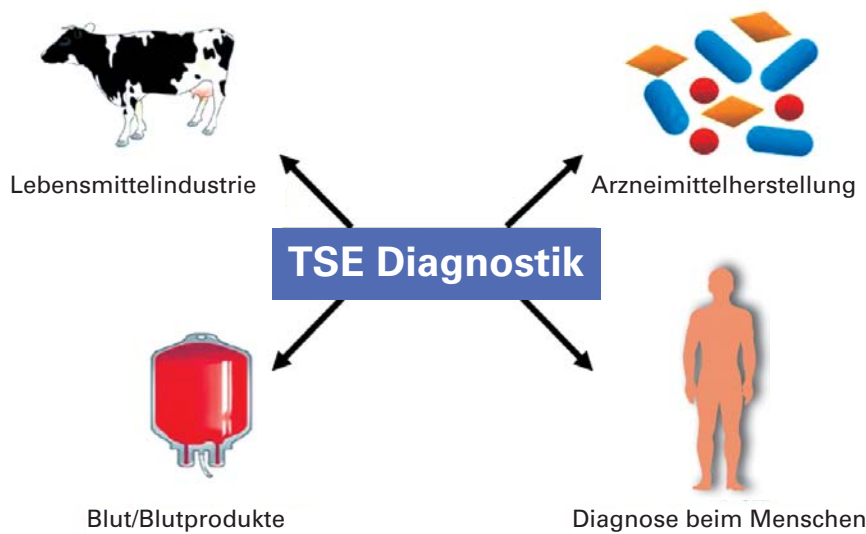 Lebensmittelindustrie
Arzneimittelherstellung
TSE Diagnostik
Blut/Blutprodukte
Diagnose beim Menschen